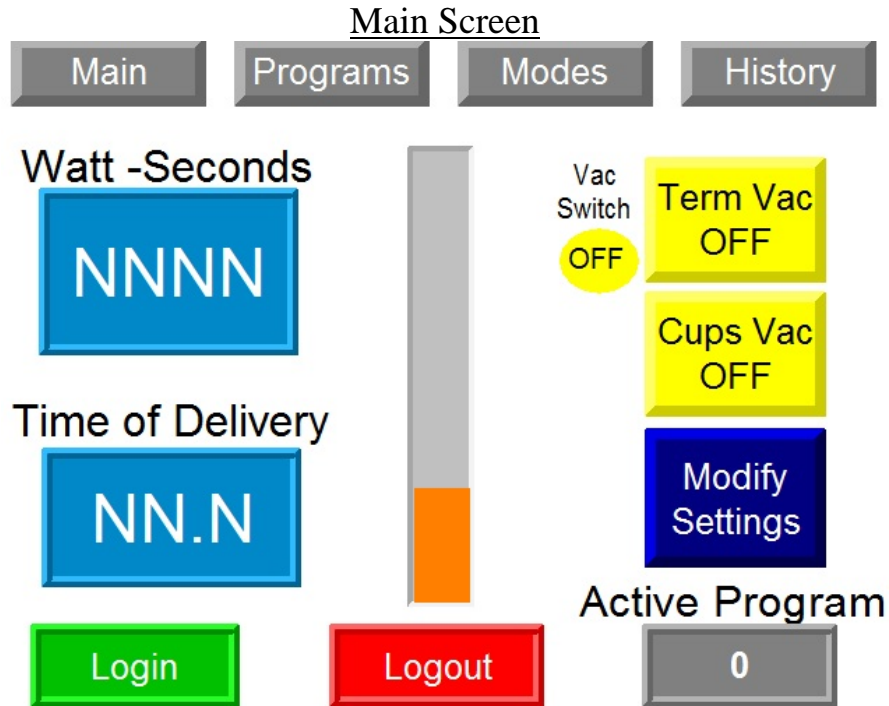 Main Screen
Main
Programs
Modes
History
Watt -Seconds
NNNN
Time of Delivery
NN.N
Vac
Switch
OFF
Term Vac
OFF
Cups Vac
OFF
Modify
Settings
Active Program
0
Login
Logout